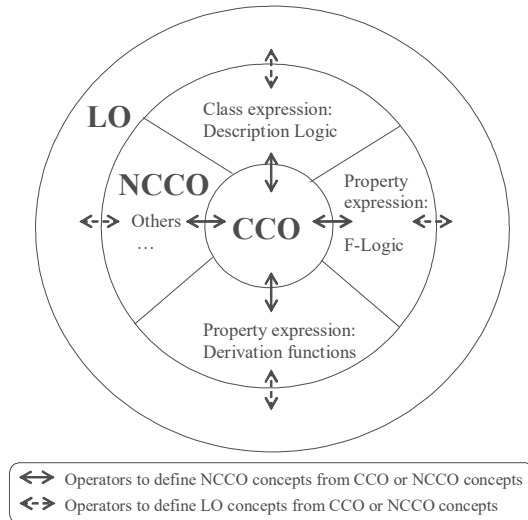 LO
Class expression:
Description Logic
NCCO
Others
…
CCO
Property
expression:
F-Logic
Property expression:
Derivation functions
Operators to define NCCO concepts from CCO or NCCO concepts
Operators to define LO concepts from CCO or NCCO concepts